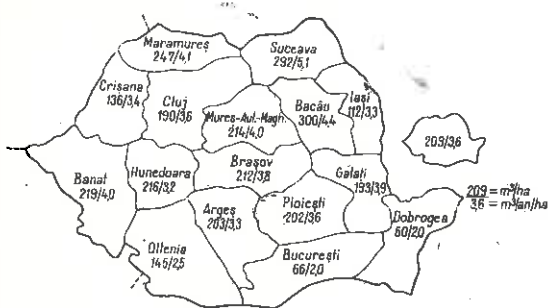 Maramureș
247/4,1
Suceava
292/5,1
Crișana
136/3,4
Cluj
190/3,6
Mureș-Aut.-Magh.
214/4,0
Bacău
300/4,4
Iași
112/3,3
209/3,6
Banat
219/4,0
Hunedoara
216/3,2
Brașov
212/3,8
Galați
193/3,9
209 = m³/ha
3,6 = m³/an/ha
Argeș
203/3,3
Ploiești
202/3,6
Dobrogea
60/2,0
Oltenia
145/2,5
București
66/2,0